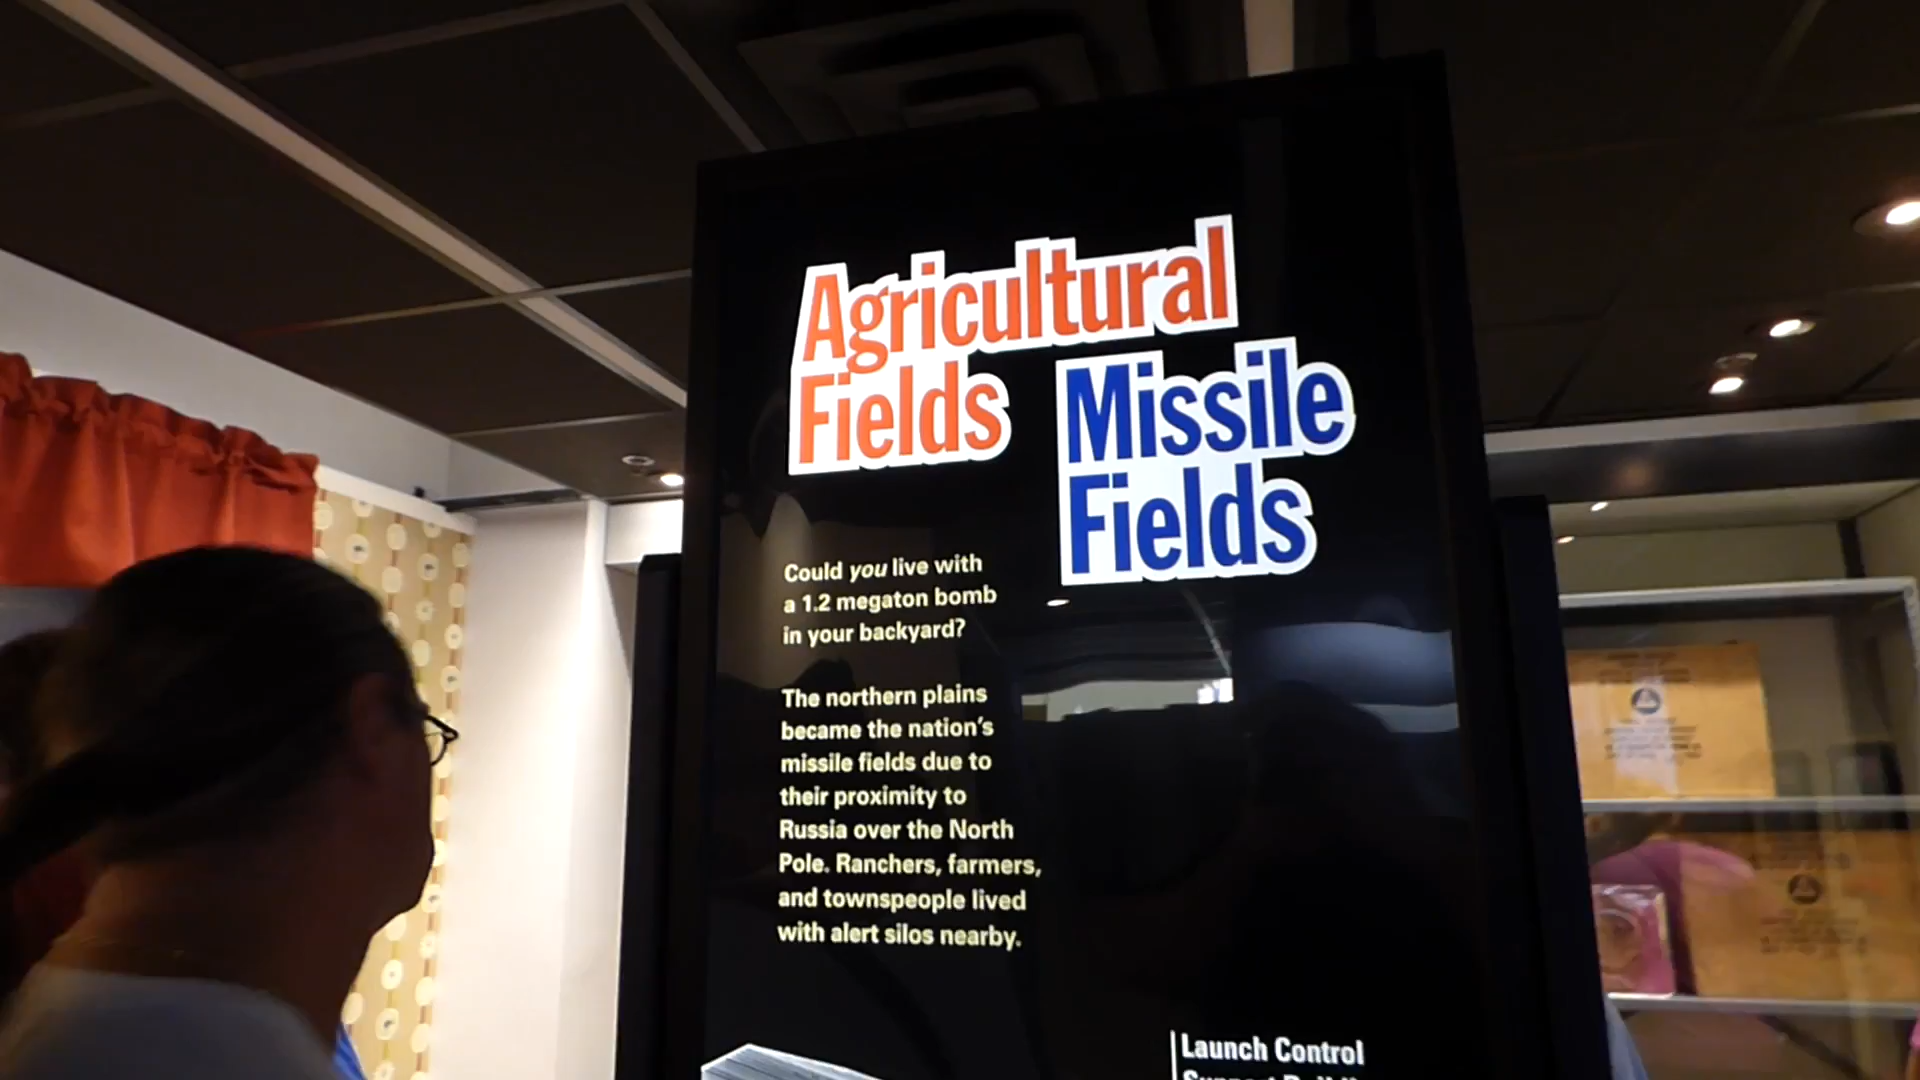 Agricultural
Fields
Missile
Fields
Could you live with
a 1.2 megaton bomb
in your backyard?
The northern plains
became the nation's
missile fields due to
their proximity to
Russia over the North
Pole. Ranchers, farmers,
and townspeople lived
with alert silos nearby.
Launch Control